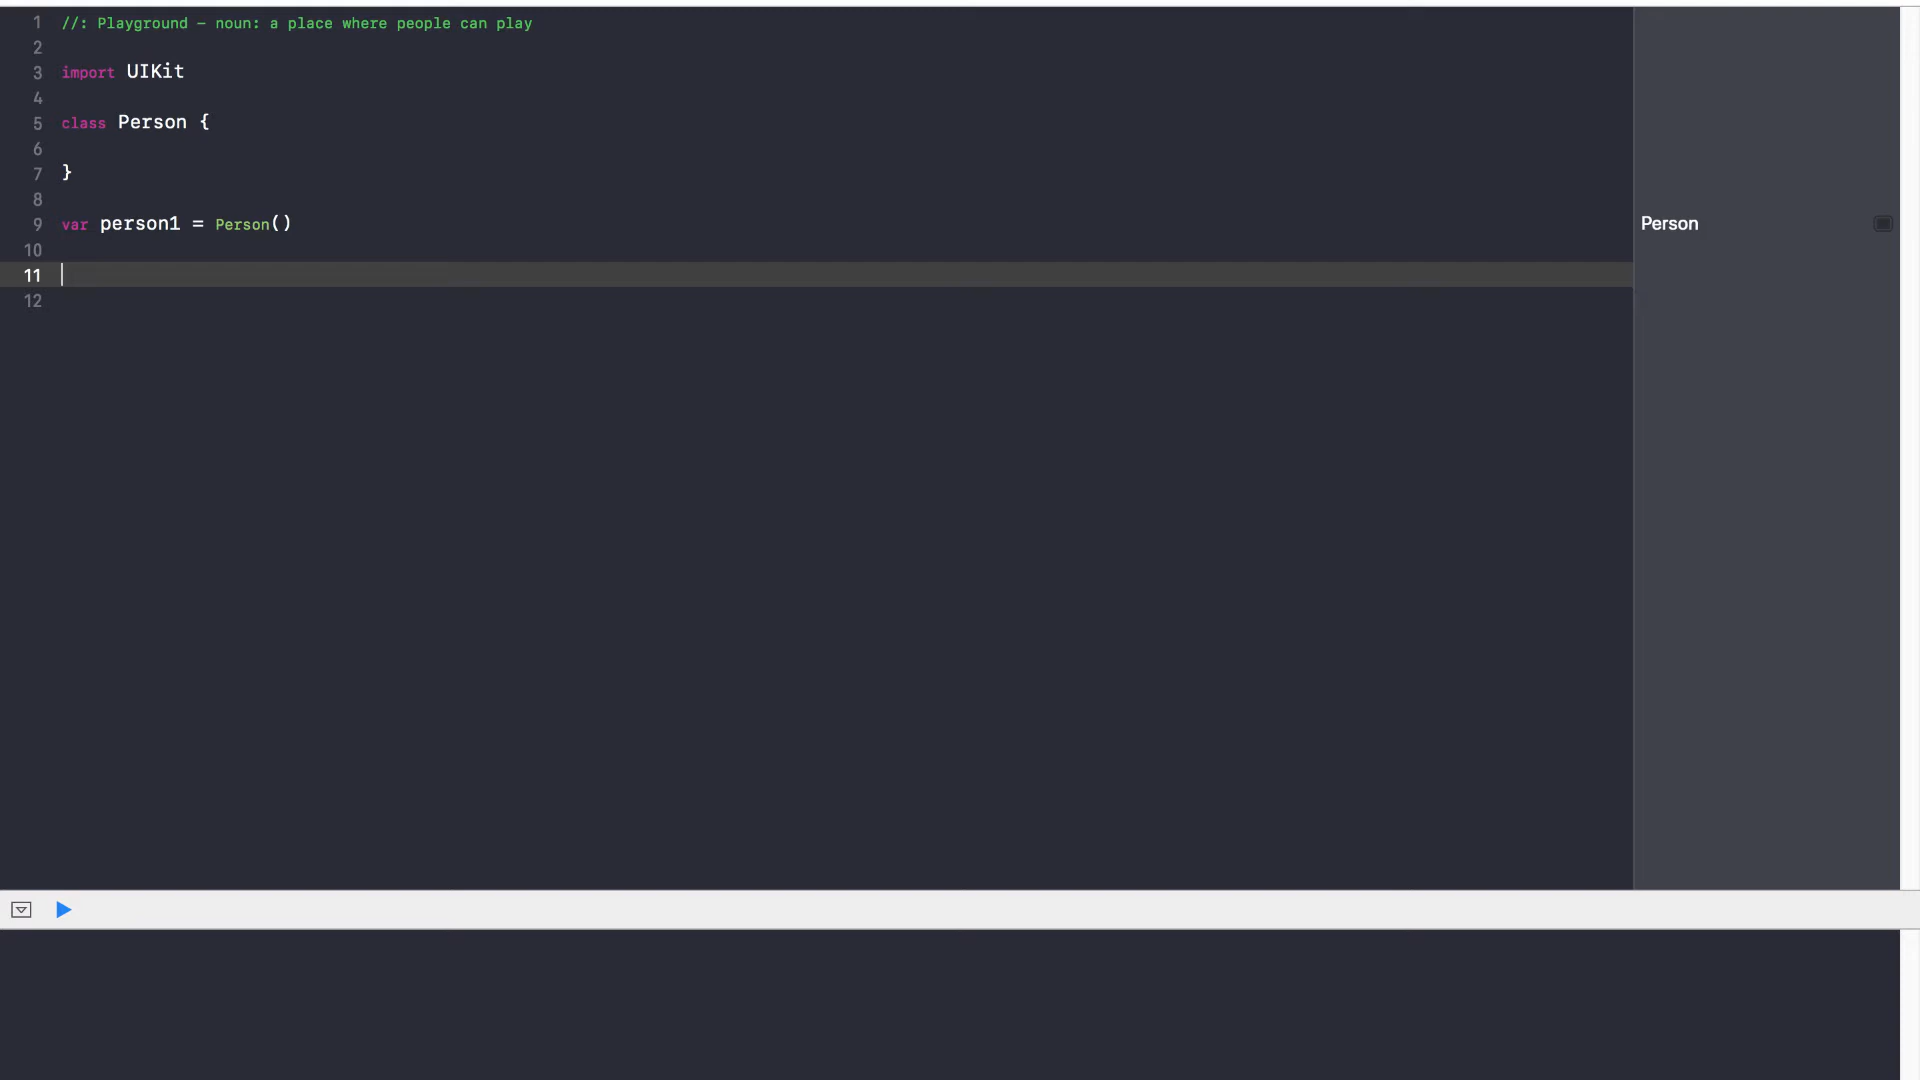 1 //: Playground - noun: a place where people can play
2
3 import UIKit
4
5 class Person {
6
7 }
8
9 var person1 = Person() Person
10
11
12